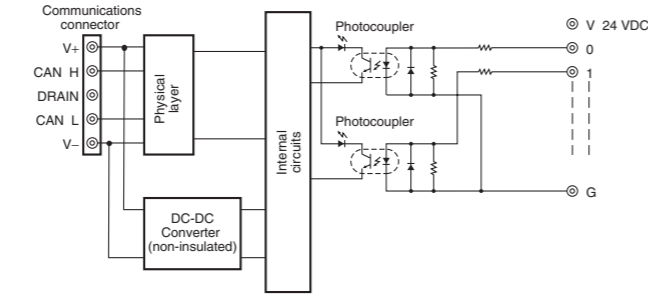 Communications
connector
V+
CAN H
DRAIN
CAN L
V−
Physical
layer
DC-DC
Converter
(non-insulated)
Internal
circuits
Photocoupler
Photocoupler
V 24 VDC
0
1
G